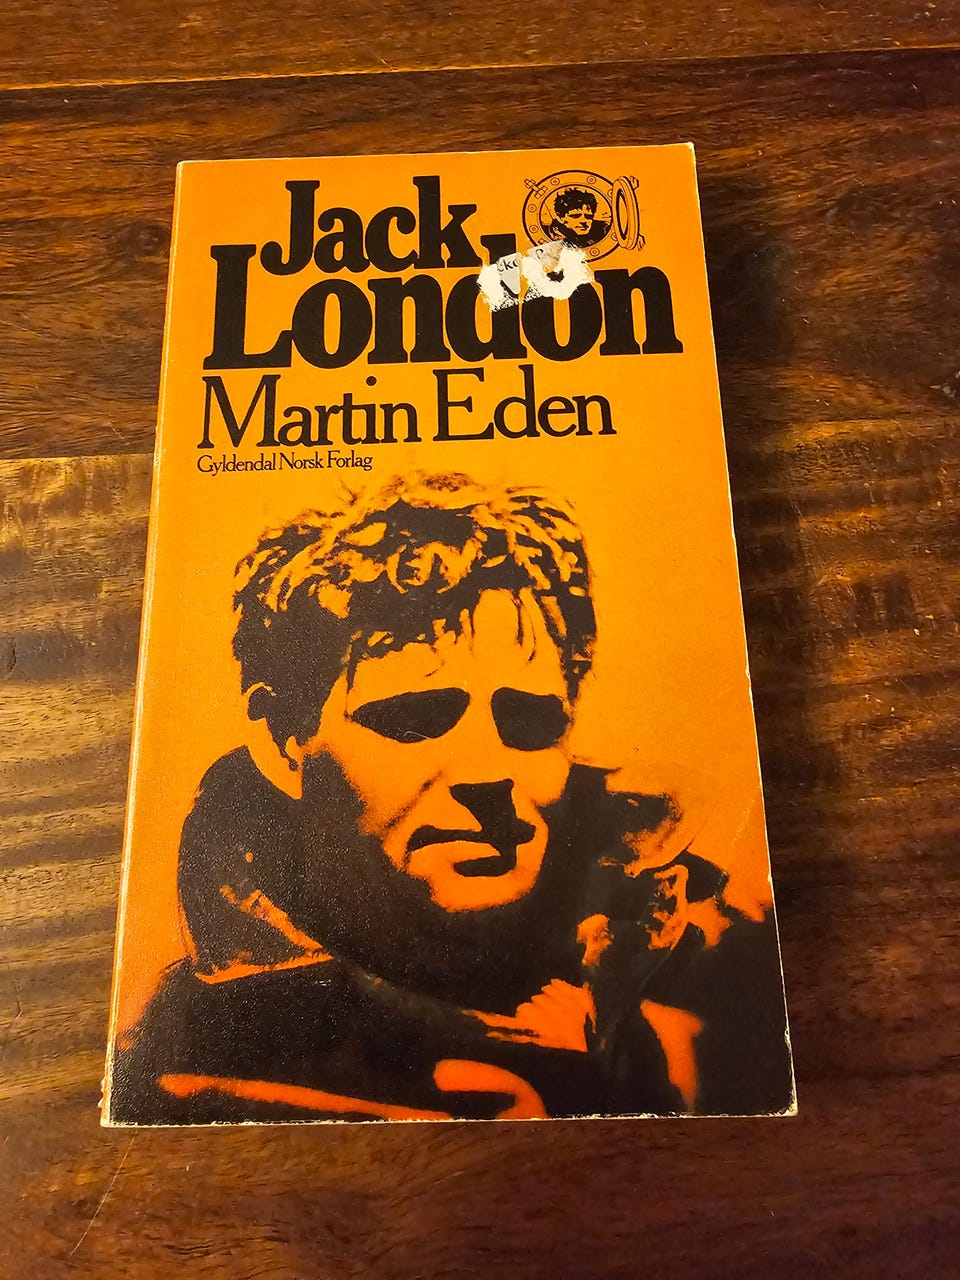 Jack
London
Martin Eden
Gyldendal Norsk Forlag